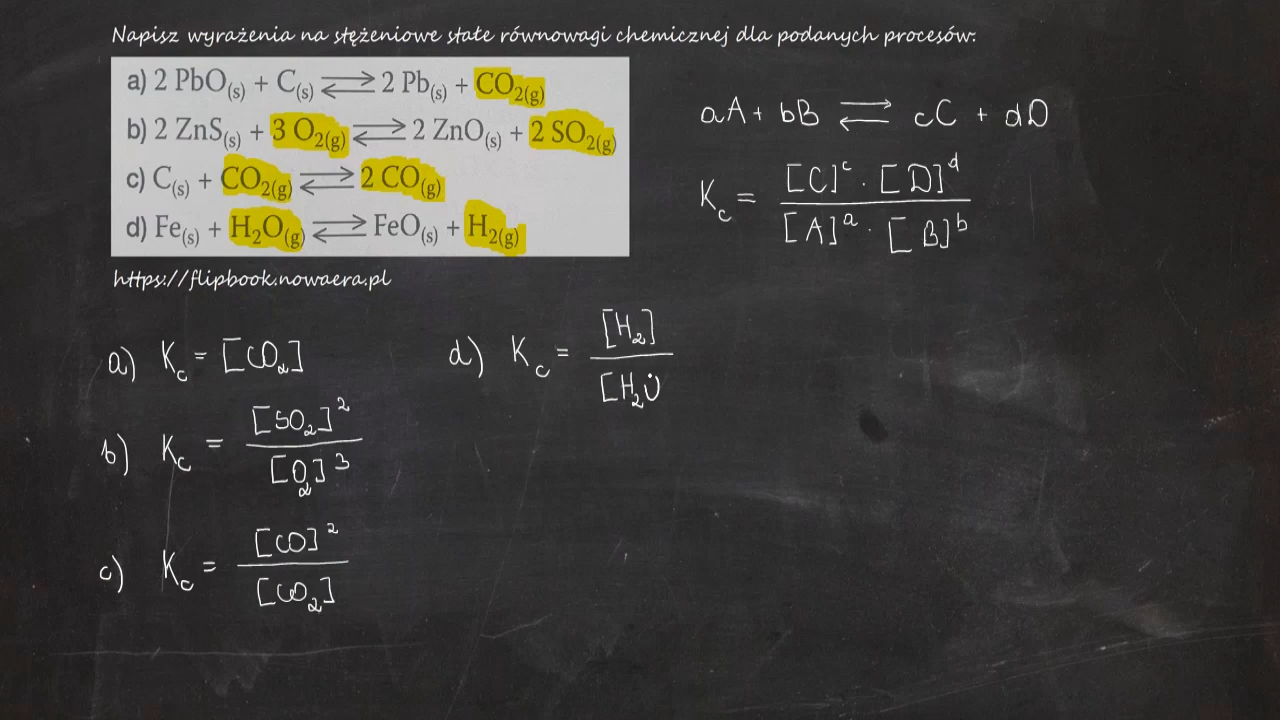 Napisz wyrażenia na stężeniowe stałe równowagi chemicznej dla podanych procesów:
a) 2 PbO(s) + C(s) ⇄ 2 Pb(s) + CO2(g)
b) 2 ZnS(s) + 3 O2(g) ⇄ 2 ZnO(s) + 2 SO2(g)
c) C(s) + CO2(g) ⇄ 2 CO(g)
d) Fe(s) + H2O(g) ⇄ FeO(s) + H2(g)
https://flipbook.nowaera.pl
aA + bB ⇄ cC + dD
Kc = [C]^c · [D]^d / [A]^a · [B]^b
a) Kc = [CO2]
b) Kc = [SO2]^2 / [O2]^3
c) Kc = [CO]^2 / [CO2]
d) Kc = [H2] / [H2O